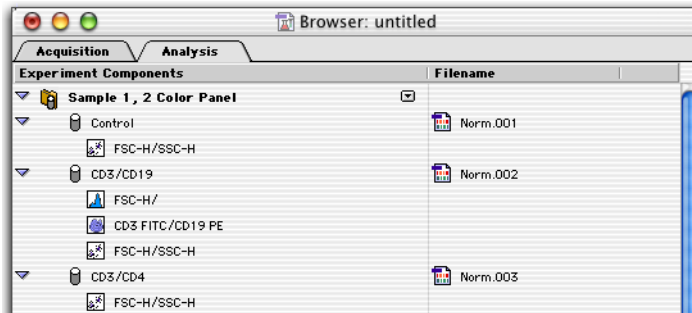 Browser: untitled
Acquisition Analysis
Experiment Components Filename
Sample 1, 2 Color Panel
Control Norm.001
FSC-H/SSC-H
CD3/CD19 Norm.002
FSC-H/
CD3 FITC/CD19 PE
FSC-H/SSC-H
CD3/CD4 Norm.003
FSC-H/SSC-H